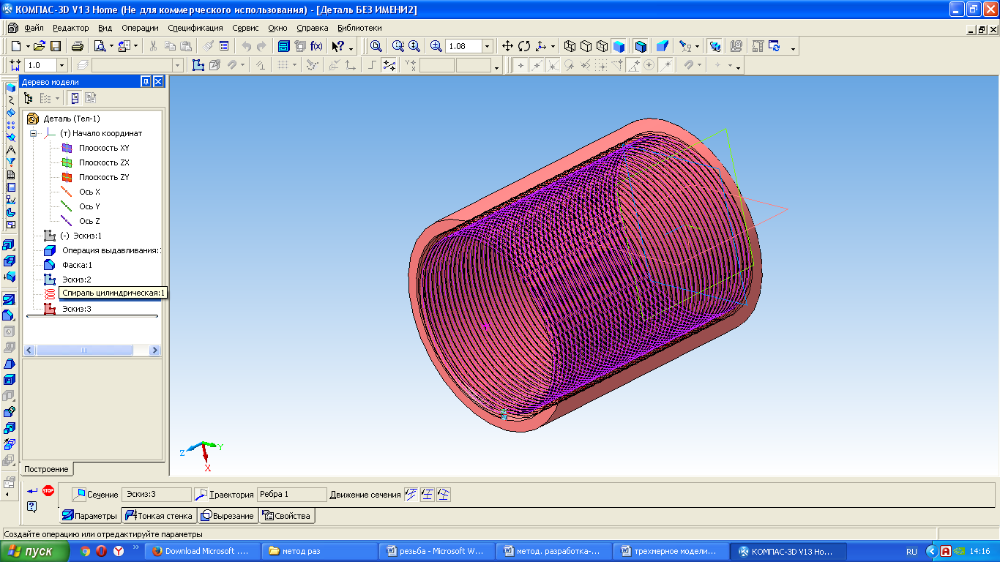 КОМПАС-3D V13 Home (Не для коммерческого использования) - [Деталь БЕЗ ИМЕНИ2]
Файл Редактор Вид Операции Спецификация Сервис Окно Справка Библиотеки
f(x) 1.08
1.0
Дерево модели
Деталь (Тел-1)
(т) Начало координат
Плоскость XY
Плоскость ZX
Плоскость ZY
Ось X
Ось Y
Ось Z
(-) Эскиз:1
Операция выдавливания:
Фаска:1
Эскиз:2
Спираль цилиндрическая:1
Эскиз:3
Z Y
X
Построение
STOP Сечение Эскиз:3 Траектория Ребра 1 Движение сечения
Параметры Тонкая стенка Вырезание Свойства
Создайте операцию или отредактируйте параметры
пуск Download Microsoft .... метод раз резьба - Microsoft W... метод. разработка-... трехмерное модели... КОМПАС-3D V13 Ho... RU 14:16